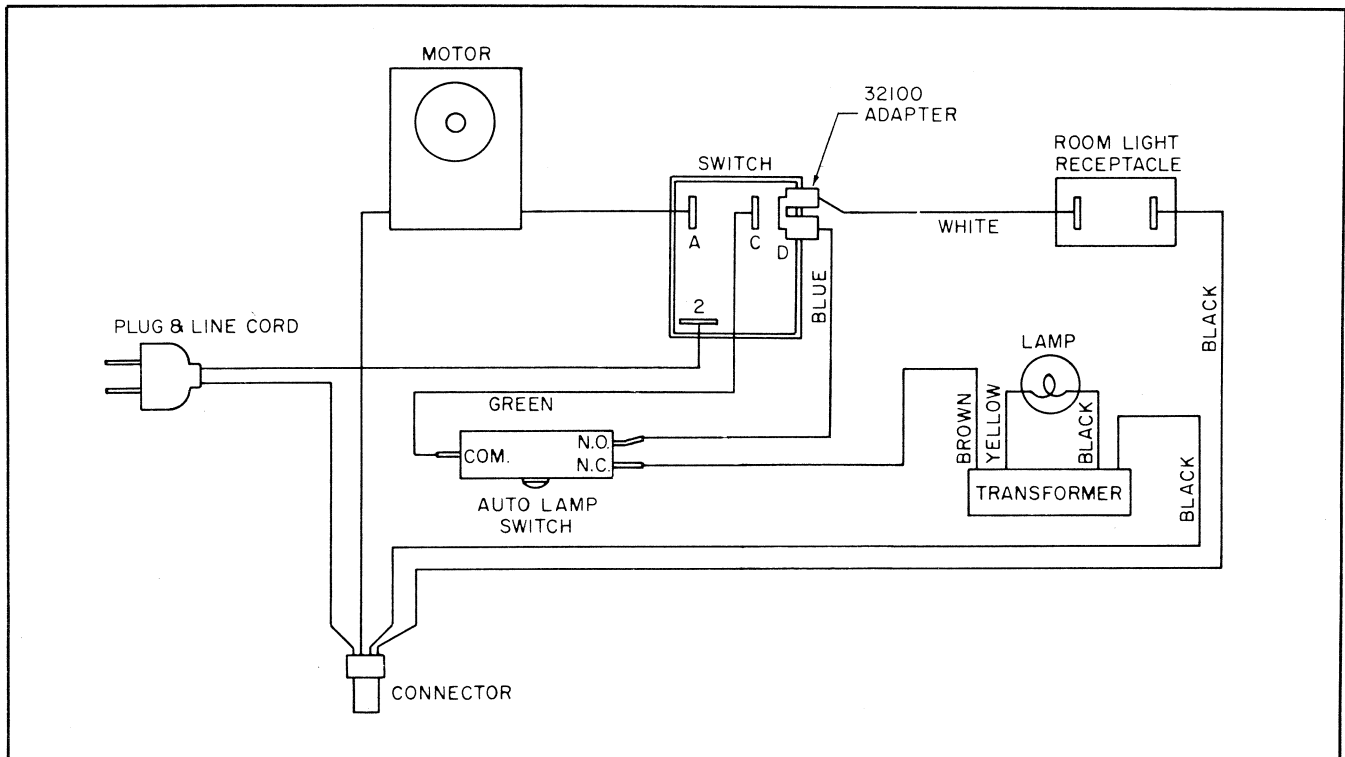 MOTOR
32100
ADAPTER
ROOM LIGHT
RECEPTACLE
SWITCH
A
C
D
WHITE
2
BLUE
BLACK
PLUG & LINE CORD
LAMP
GREEN
BROWN
YELLOW
BLACK
COM.
N.O.
N.C.
TRANSFORMER
BLACK
AUTO LAMP
SWITCH
CONNECTOR